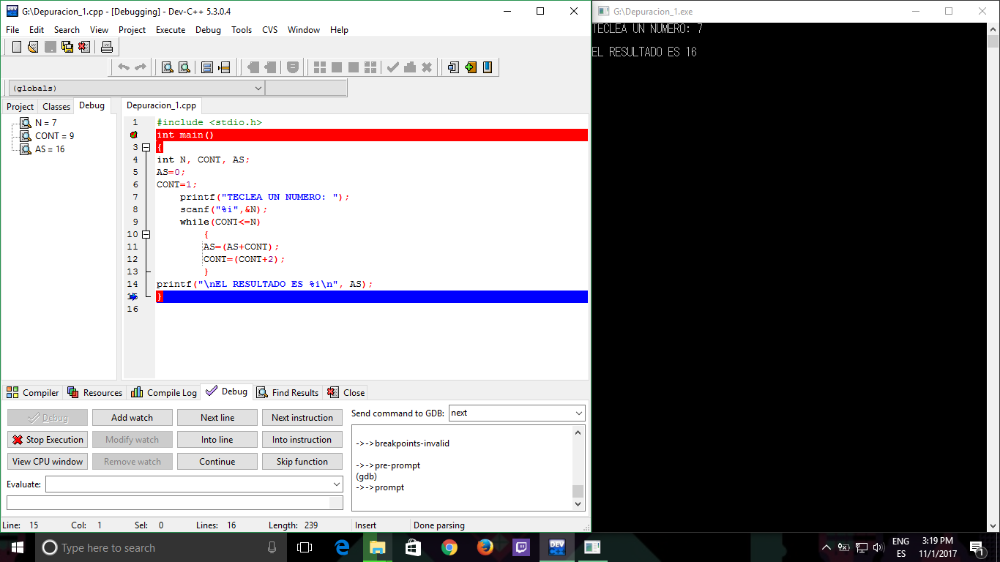 G:\Depuracion_1.cpp - [Debugging] - Dev-C++ 5.3.0.4
File Edit Search View Project Execute Debug Tools CVS Window Help
(globals)
Project Classes Debug
N = 7
CONT = 9
AS = 16
Depuracion_1.cpp
1 #include <stdio.h>
int main()
3 {
4 int N, CONT, AS;
5 AS=0;
6 CONT=1;
7 printf("TECLEA UN NUMERO: ");
8 scanf("%i",&N);
9 while(CONT<=N)
10 {
11 AS=(AS+CONT);
12 CONT=(CONT+2);
13 }
14 printf("\nEL RESULTADO ES %i\n", AS);
15 }
16
Compiler Resources Compile Log Debug Find Results Close
Debug Add watch Next line Next instruction
Stop Execution Modify watch Into line Into instruction
View CPU window Remove watch Continue Skip function
Evaluate:
Send command to GDB: next
->->breakpoints-invalid
->->pre-prompt
(gdb)
->->prompt
Line: 15 Col: 1 Sel: 0 Lines: 16 Length: 239 Insert Done parsing
G:\Depuracion_1.exe
TECLEA UN NUMERO: 7
EL RESULTADO ES 16
Type here to search
DEV
ENG
ES
3:19 PM
11/1/2017
1